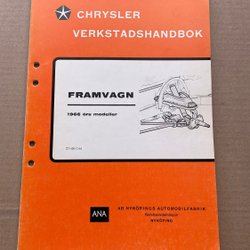 CHRYSLER
VERKSTADSHANDBOK
FRAMVAGN
1966 års modeller
ANA
AB NYKÖPINGS AUTOMOBILFABRIK
NYKÖPING